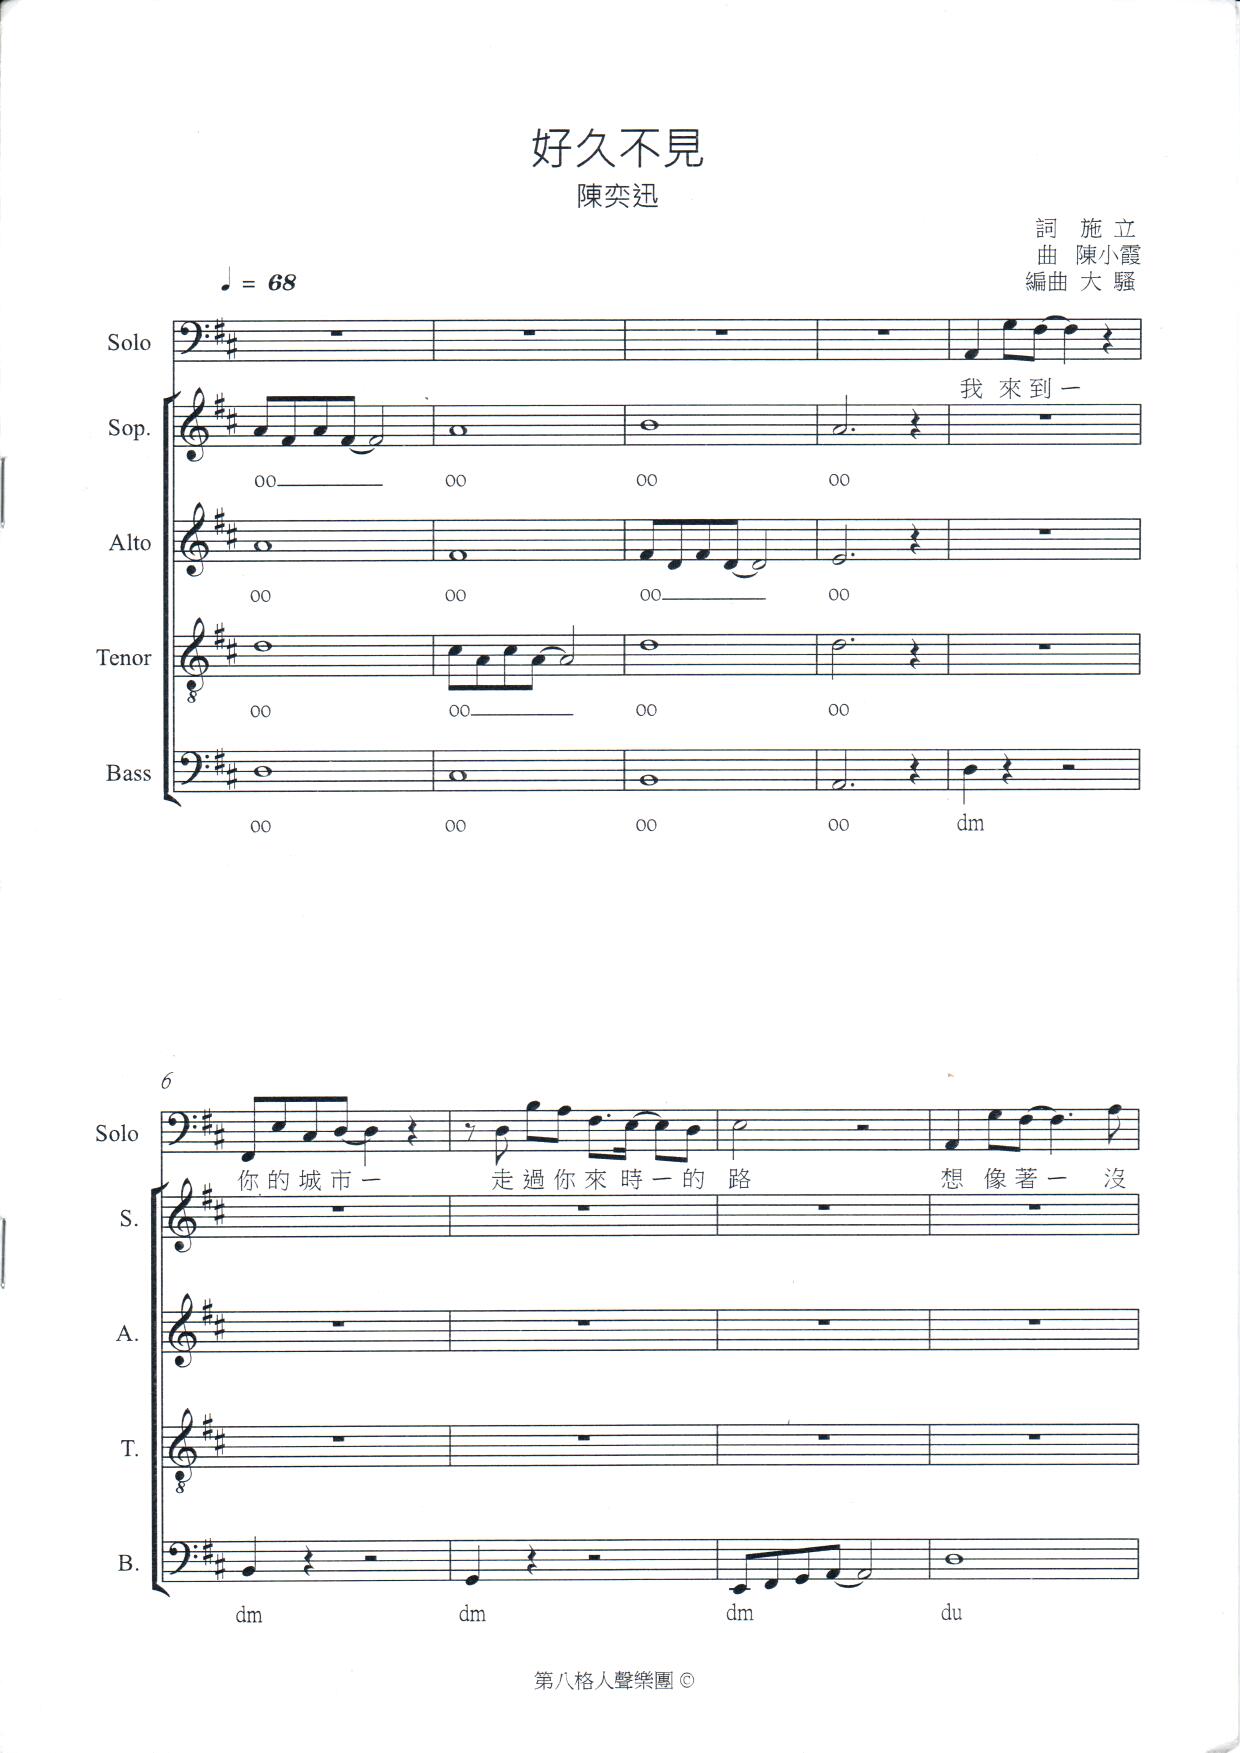 好久不見
陳奕迅
詞 施 立
曲 陳小霞
編曲 大 騷
♩ = 68
Solo
我 來 到 一
Sop.
oo oo oo oo
Alto
oo oo oo oo
Tenor
8
oo oo oo oo
Bass
oo oo oo oo dm
6
Solo
你 的 城 市 一 走 過 你 來 時 一 的 路 想 像 著 一 沒
S.
A.
T.
8
B.
dm dm dm du
第八格人聲樂團 ©